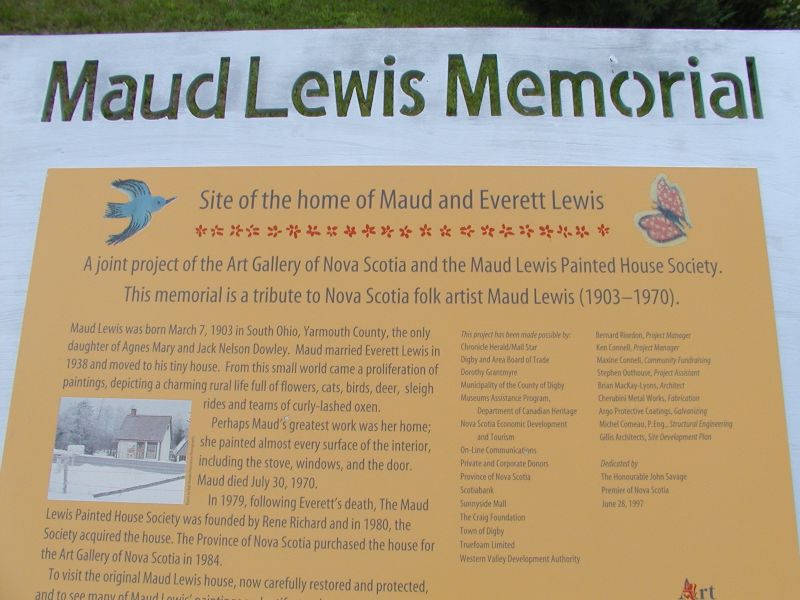 Maud Lewis Memorial
Site of the home of Maud and Everett Lewis
A joint project of the Art Gallery of Nova Scotia and the Maud Lewis Painted House Society.
This memorial is a tribute to Nova Scotia folk artist Maud Lewis (1903–1970).
Maud Lewis was born March 7, 1903 in South Ohio, Yarmouth County, the only
daughter of Agnes Mary and Jack Nelson Dowley. Maud married Everett Lewis in
1938 and moved to his tiny house. From this small world came a proliferation of
paintings, depicting a charming rural life full of flowers, cats, birds, deer, sleigh
rides and teams of curly-lashed oxen.
Perhaps Maud's greatest work was her home;
she painted almost every surface of the interior,
including the stove, windows, and the door.
Maud died July 30, 1970.
In 1979, following Everett's death, The Maud
Lewis Painted House Society was founded by Rene Richard and in 1980, the
Society acquired the house. The Province of Nova Scotia purchased the house for
the Art Gallery of Nova Scotia in 1984.
To visit the original Maud Lewis house, now carefully restored and protected,
and to see many of Maud Lewis' paintings
This project has been made possible by:
Chronicle Herald/Mail Star
Digby and Area Board of Trade
Dorothy Grantmyre
Municipality of the County of Digby
Museums Assistance Program,
Department of Canadian Heritage
Nova Scotia Economic Development
and Tourism
On-Line Communications
Private and Corporate Donors
Province of Nova Scotia
Scotiabank
Sunnyside Mall
The Craig Foundation
Town of Digby
Truefoam Limited
Western Valley Development Authority
Bernard Riordon, Project Manager
Ken Connell, Project Manager
Maxine Connell, Community Fundraising
Stephen Outhouse, Project Assistant
Brian MacKay-Lyons, Architect
Cherubini Metal Works, Fabrication
Argo Protective Coatings, Galvanizing
Michel Comeau, P.Eng., Structural Engineering
Gillis Architects, Site Development Plan
Dedicated by
The Honourable John Savage
Premier of Nova Scotia
June 28, 1997
Art